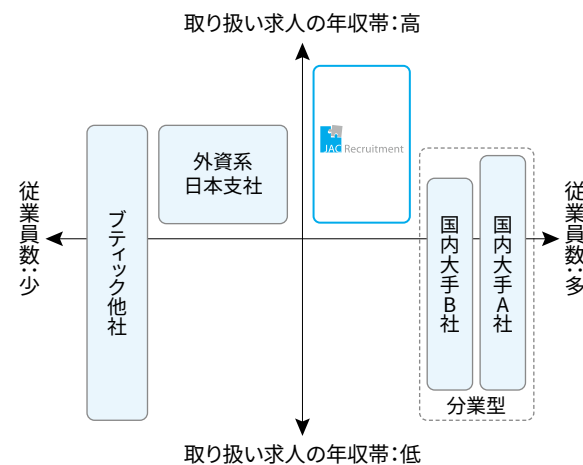 取り扱い求人の年収帯：高
JAC Recruitment
外資系
日本支社
従業員数：少
ブティック他社
国内大手B社
国内大手A社
従業員数：多
分業型
取り扱い求人の年収帯：低